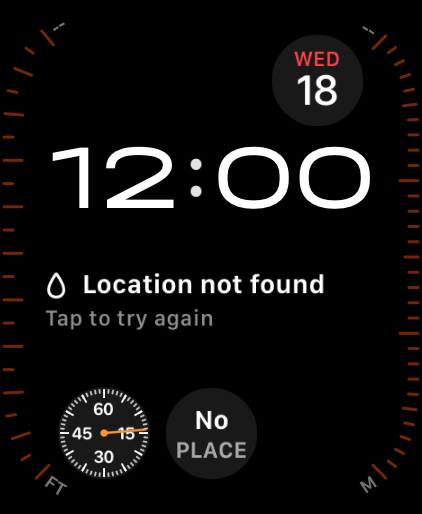 -- --
WED
18
12:00
Location not found
Tap to try again
60
45 15
30
No
PLACE
FT M